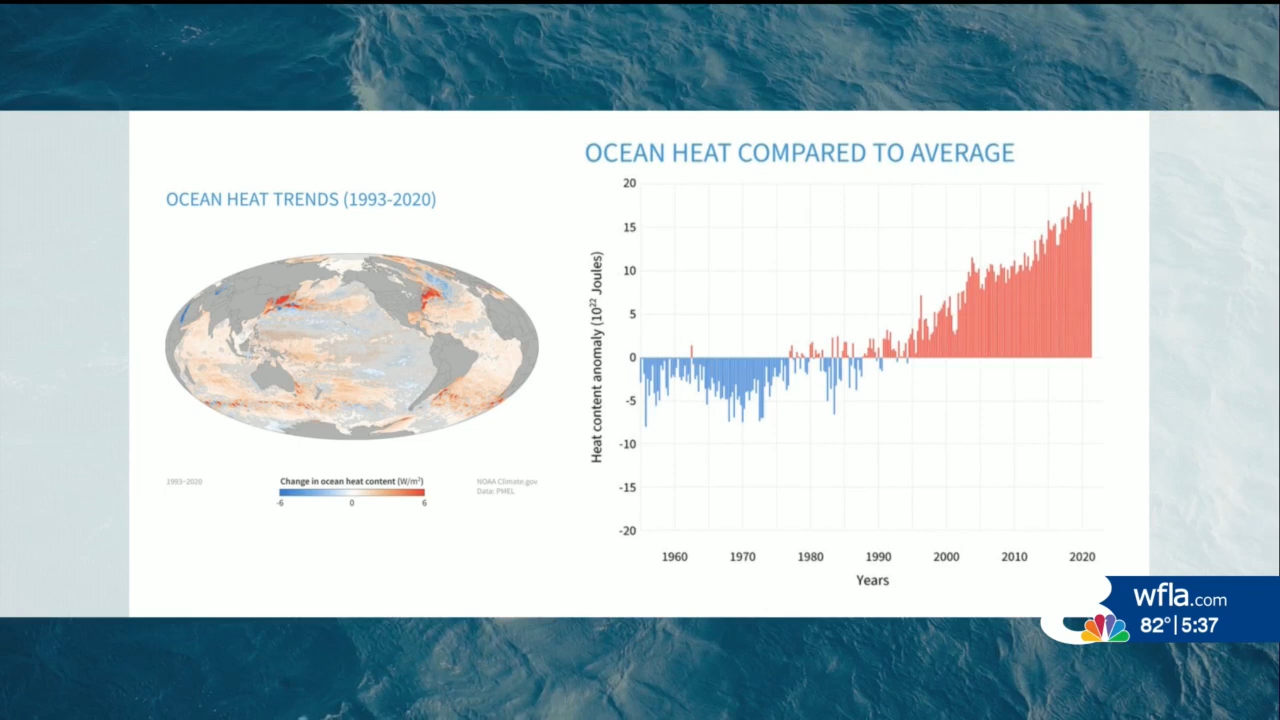 OCEAN HEAT TRENDS (1993-2020)
1993-2020
Change in ocean heat content (W/m²)
-6 0 6
NOAA Climate.gov
Data: PMEL
OCEAN HEAT COMPARED TO AVERAGE
Heat content anomaly (10²² Joules)
20
15
10
5
0
-5
-10
-15
-20
1960 1970 1980 1990 2000 2010 2020
Years
wfla.com
82° | 5:37